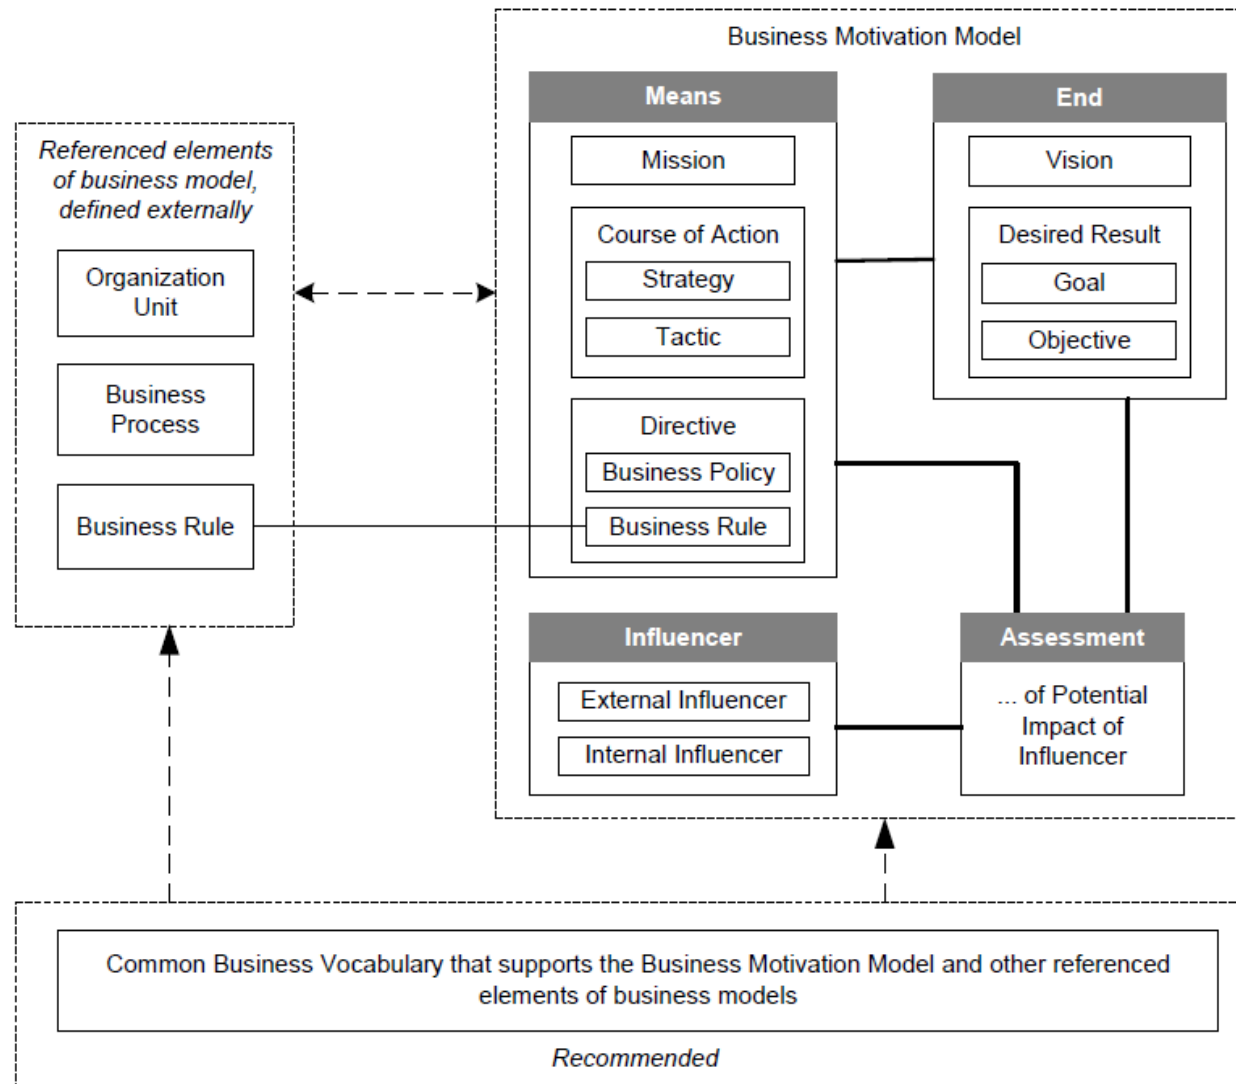 Business Motivation Model
Referenced elements
of business model,
defined externally
Organization
Unit
Business
Process
Business Rule
Means
Mission
Course of Action
Strategy
Tactic
Directive
Business Policy
Business Rule
End
Vision
Desired Result
Goal
Objective
Influencer
External Influencer
Internal Influencer
Assessment
... of Potential
Impact of
Influencer
Common Business Vocabulary that supports the Business Motivation Model and other referenced
elements of business models
Recommended